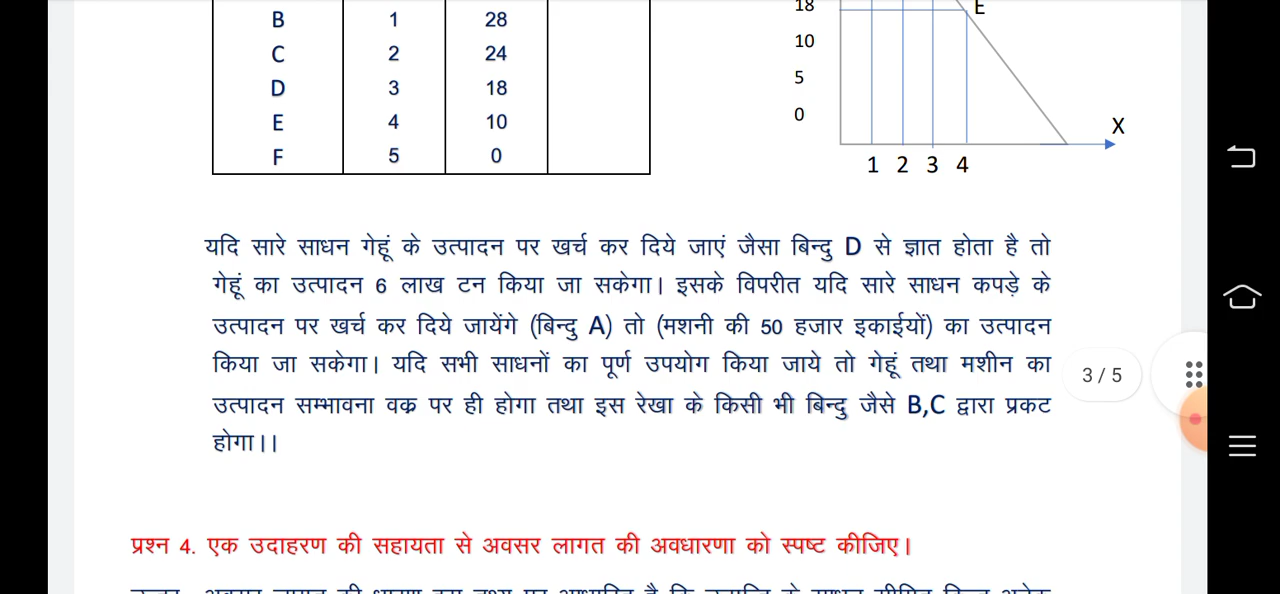 B 1 28
C 2 24
D 3 18
E 4 10
F 5 0
18
10
5
0
E
X
1 2 3 4
यदि सारे साधन गेहूं के उत्पादन पर खर्च कर दिये जाएं जैसा बिन्दु D से ज्ञात होता है तो
गेहूं का उत्पादन 6 लाख टन किया जा सकेगा। इसके विपरीत यदि सारे साधन कपड़े के
उत्पादन पर खर्च कर दिये जायेंगे (बिन्दु A) तो (मशनी की 50 हजार इकाईयों) का उत्पादन
किया जा सकेगा। यदि सभी साधनों का पूर्ण उपयोग किया जाये तो गेहूं तथा मशीन का
उत्पादन सम्भावना वक्र पर ही होगा तथा इस रेखा के किसी भी बिन्दु जैसे B,C द्वारा प्रकट
होगा।।
3 / 5
प्रश्न 4. एक उदाहरण की सहायता से अवसर लागत की अवधारणा को स्पष्ट कीजिए।